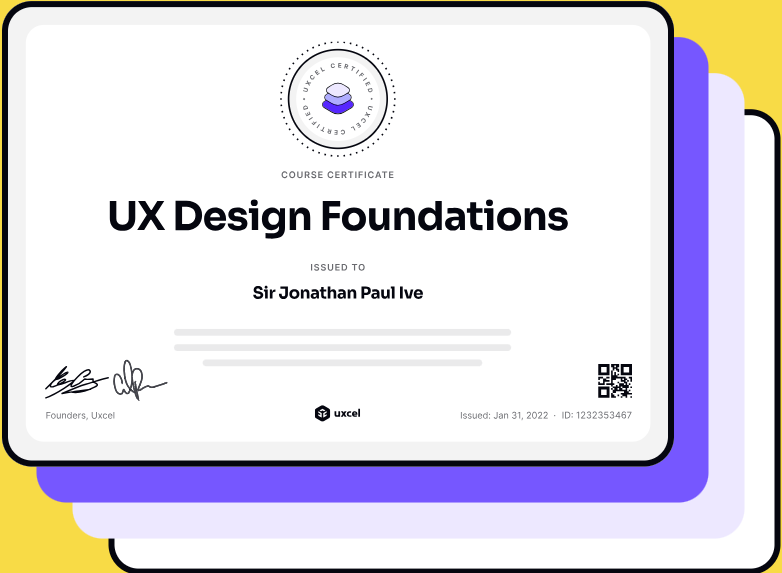 UXCEL CERTIFIED • UXCEL CERTIFIED •
COURSE CERTIFICATE
UX Design Foundations
ISSUED TO
Sir Jonathan Paul Ive
Founders, Uxcel
uxcel
Issued: Jan 31, 2022 · ID: 1232353467